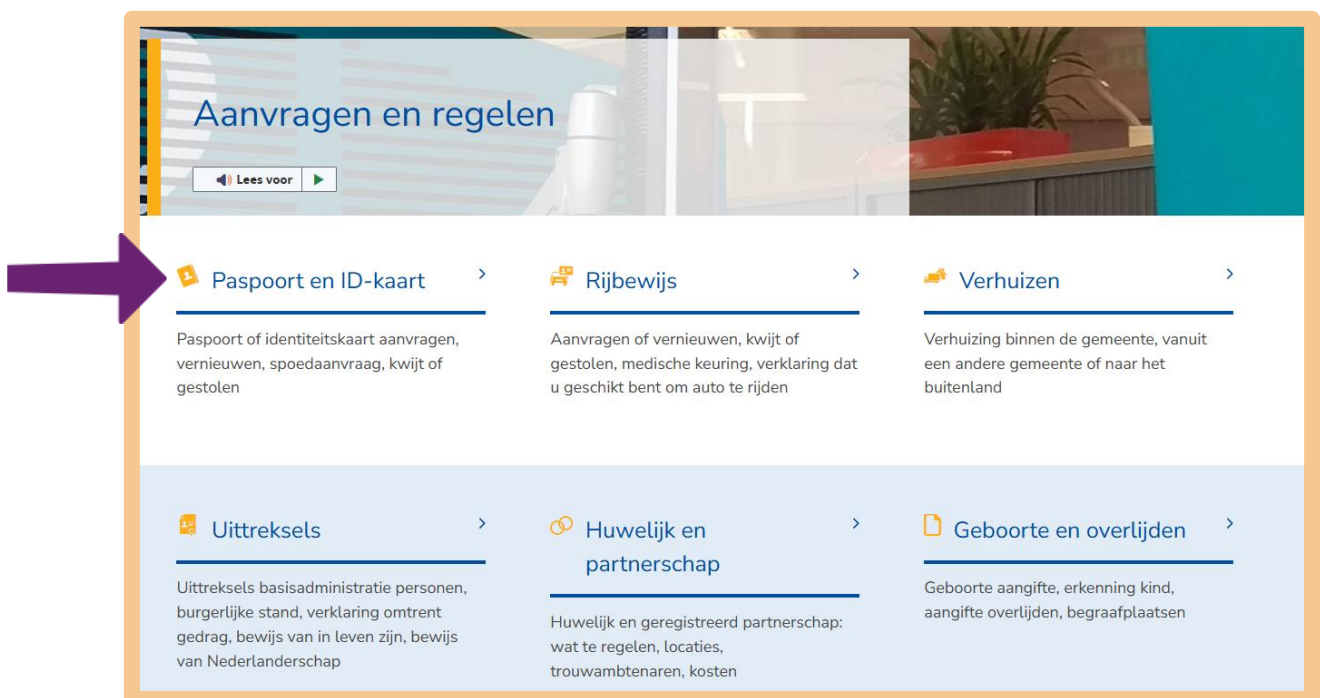 Aanvragen en regelen
Lees voor
Paspoort en ID-kaart
Paspoort of identiteitskaart aanvragen,
vernieuwen, spoedaanvraag, kwijt of
gestolen
Rijbewijs
Aanvragen of vernieuwen, kwijt of
gestolen, medische keuring, verklaring dat
u geschikt bent om auto te rijden
Verhuizen
Verhuizing binnen de gemeente, vanuit
een andere gemeente of naar het
buitenland
Uittreksels
Uittreksels basisadministratie personen,
burgerlijke stand, verklaring omtrent
gedrag, bewijs van in leven zijn, bewijs
van Nederlanderschap
Huwelijk en
partnerschap
Huwelijk en geregistreerd partnerschap:
wat te regelen, locaties,
trouwambtenaren, kosten
Geboorte en overlijden
Geboorte aangifte, erkenning kind,
aangifte overlijden, begraafplaatsen